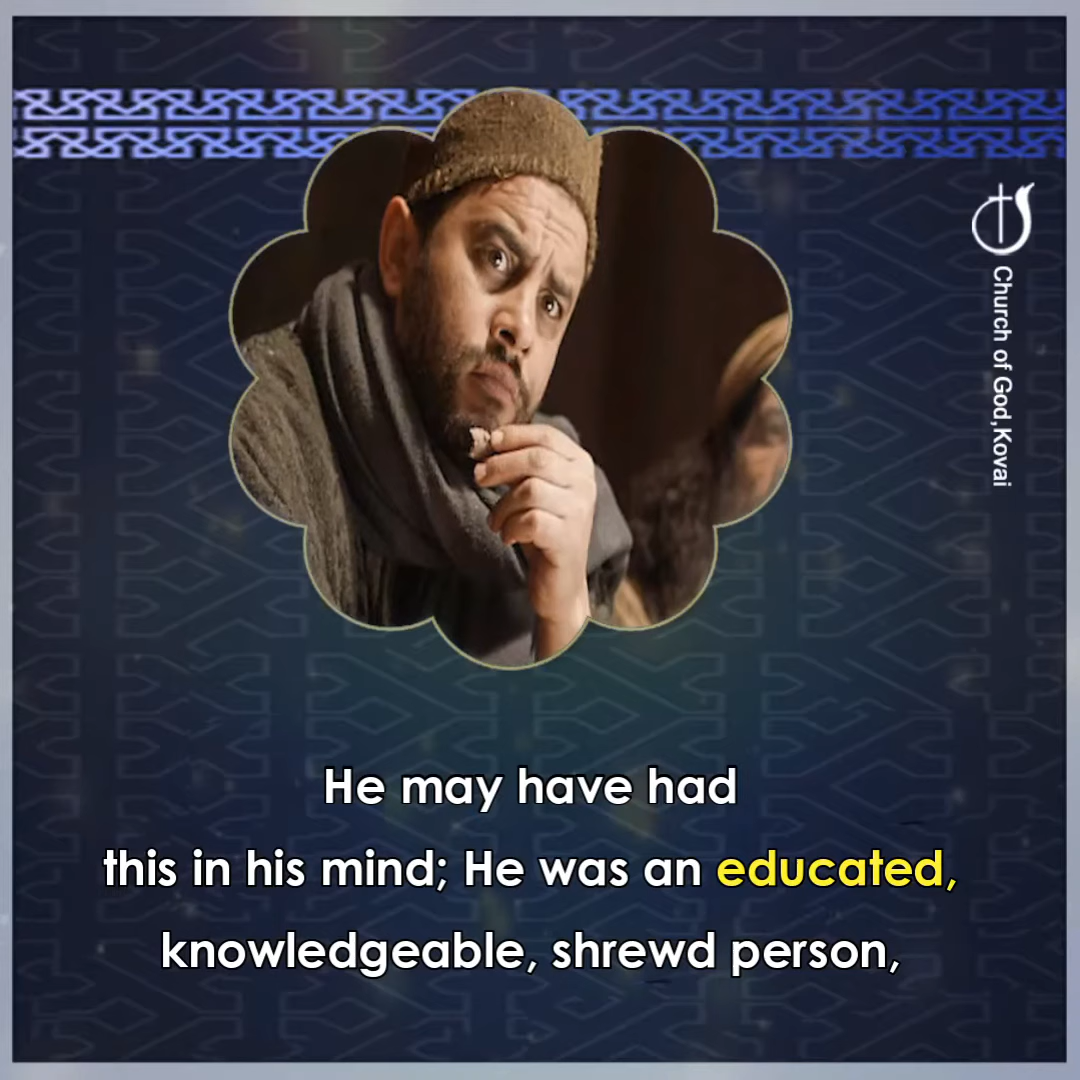 Church of God,Kovai
He may have had
this in his mind; He was an educated,
knowledgeable, shrewd person,